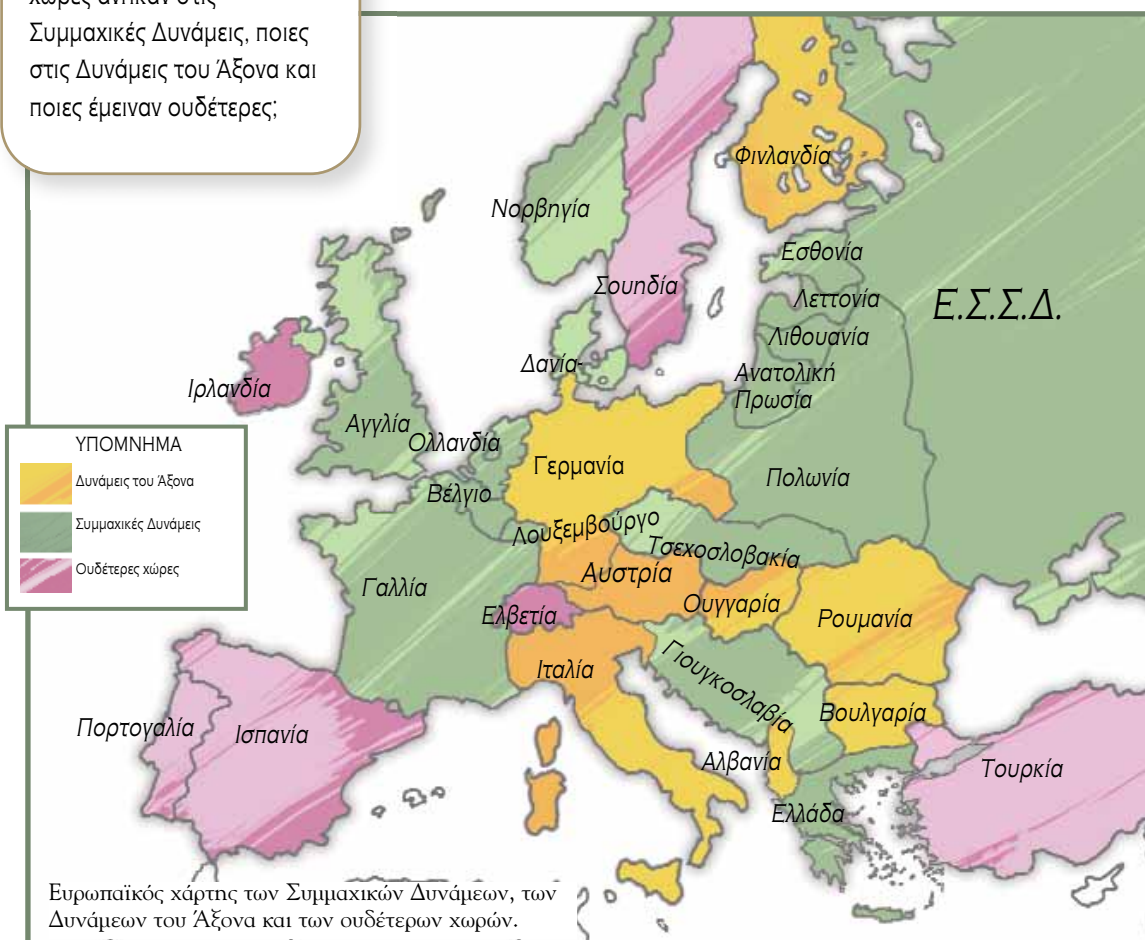 χώρες ανήκαν στις
Συμμαχικές Δυνάμεις, ποιες
στις Δυνάμεις του Άξονα και
ποιες έμειναν ουδέτερες;
Φινλανδία
Νορβηγία
Εσθονία
Σουηδία
Λεττονία
Ε.Σ.Σ.Δ.
Λιθουανία
Δανία-
Ανατολική
Πρωσία
Ιρλανδία
Αγγλία
Ολλανδία
ΥΠΟΜΝΗΜΑ
Δυνάμεις του Άξονα
Συμμαχικές Δυνάμεις
Ουδέτερες χώρες
Γερμανία
Πολωνία
Βέλγιο
Λουξεμβούργο
Τσεχοσλοβακία
Αυστρία
Γαλλία
Ουγγαρία
Ελβετία
Ρουμανία
Ιταλία
Γιουγκοσλαβία
Πορτογαλία
Ισπανία
Βουλγαρία
Αλβανία
Τουρκία
Ελλάδα
Ευρωπαϊκός χάρτης των Συμμαχικών Δυνάμεων, των
Δυνάμεων του Άξονα και των ουδέτερων χωρών.